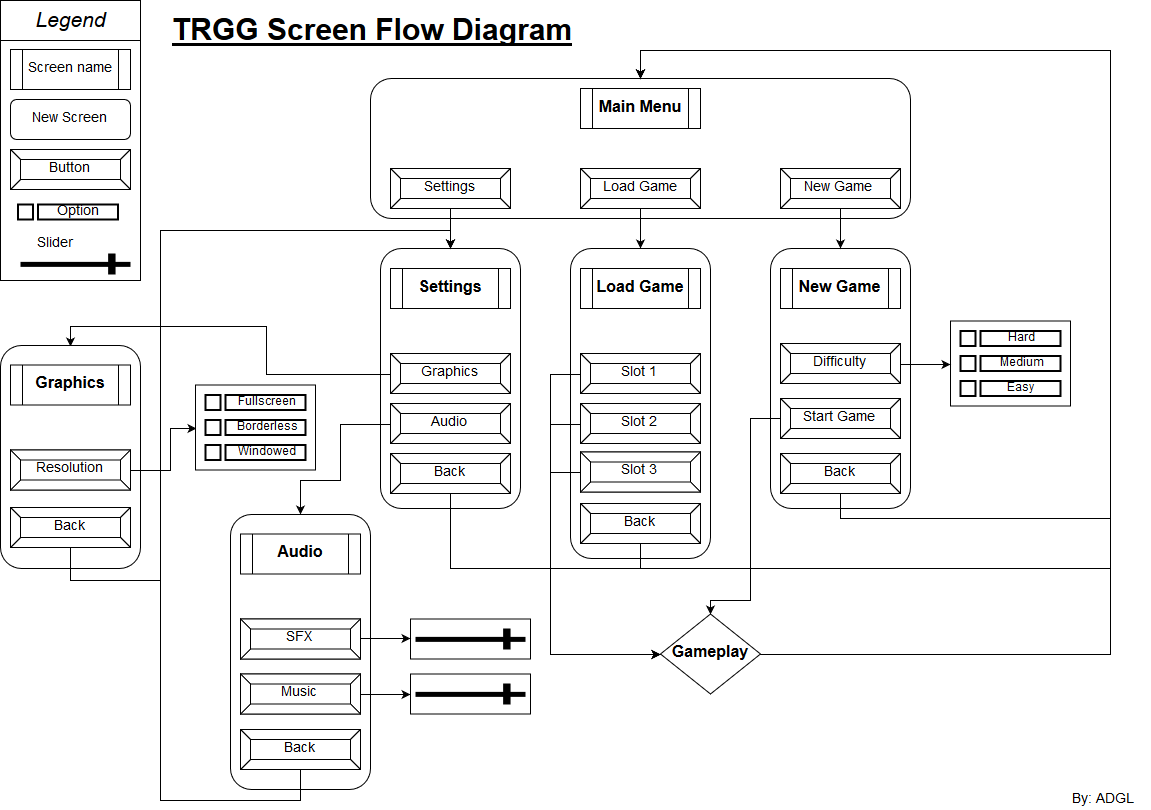 Legend
Screen name
New Screen
Button
Option
Slider
TRGG Screen Flow Diagram
Main Menu
Settings
Load Game
New Game
Settings
Graphics
Audio
Back
Load Game
Slot 1
Slot 2
Slot 3
Back
New Game
Difficulty
Start Game
Back
Hard
Medium
Easy
Graphics
Resolution
Back
Fullscreen
Borderless
Windowed
Audio
SFX
Music
Back
Gameplay
By: ADGL